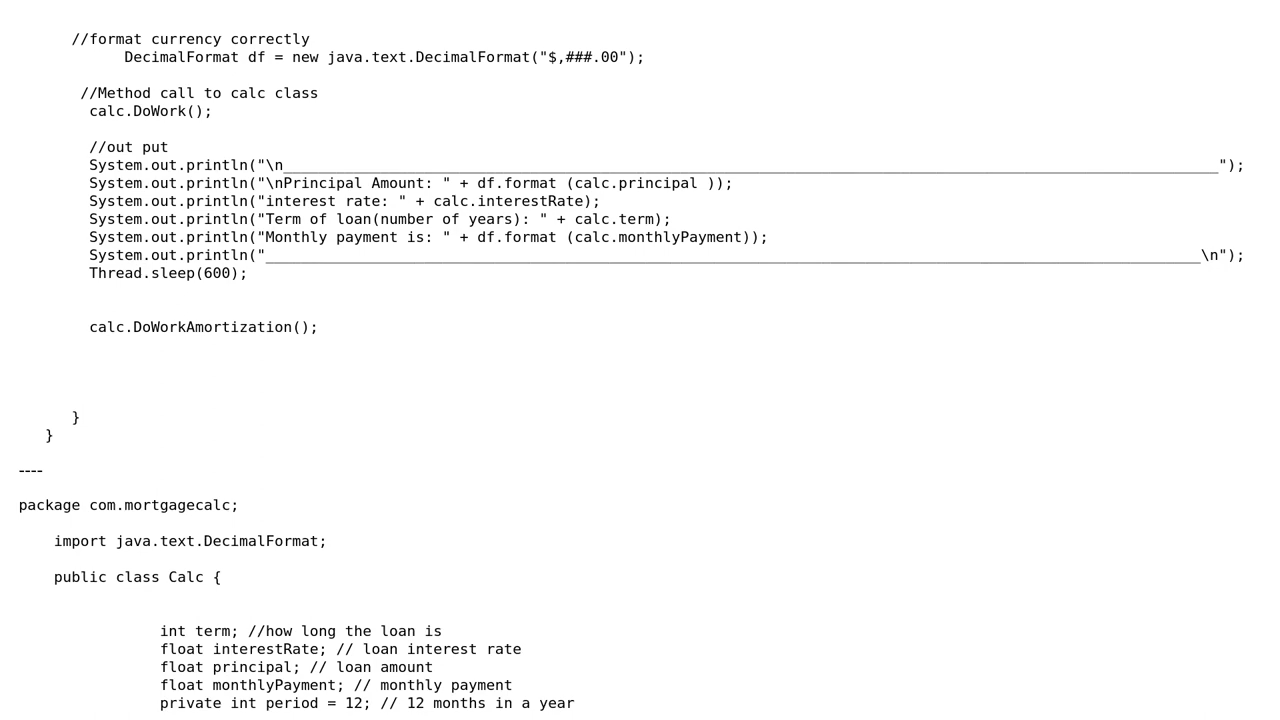 //format currency correctly
DecimalFormat df = new java.text.DecimalFormat("$,###.00");
//Method call to calc class
calc.DoWork();
//out put
System.out.println("\n__________________________________________________________________________________________________________");
System.out.println("\nPrincipal Amount: " + df.format (calc.principal ));
System.out.println("interest rate: " + calc.interestRate);
System.out.println("Term of loan(number of years): " + calc.term);
System.out.println("Monthly payment is: " + df.format (calc.monthlyPayment));
System.out.println("__________________________________________________________________________________________________________\n");
Thread.sleep(600);
calc.DoWorkAmortization();
}
}
----
package com.mortgagecalc;
import java.text.DecimalFormat;
public class Calc {
int term; //how long the loan is
float interestRate; // loan interest rate
float principal; // loan amount
float monthlyPayment; // monthly payment
private int period = 12; // 12 months in a year